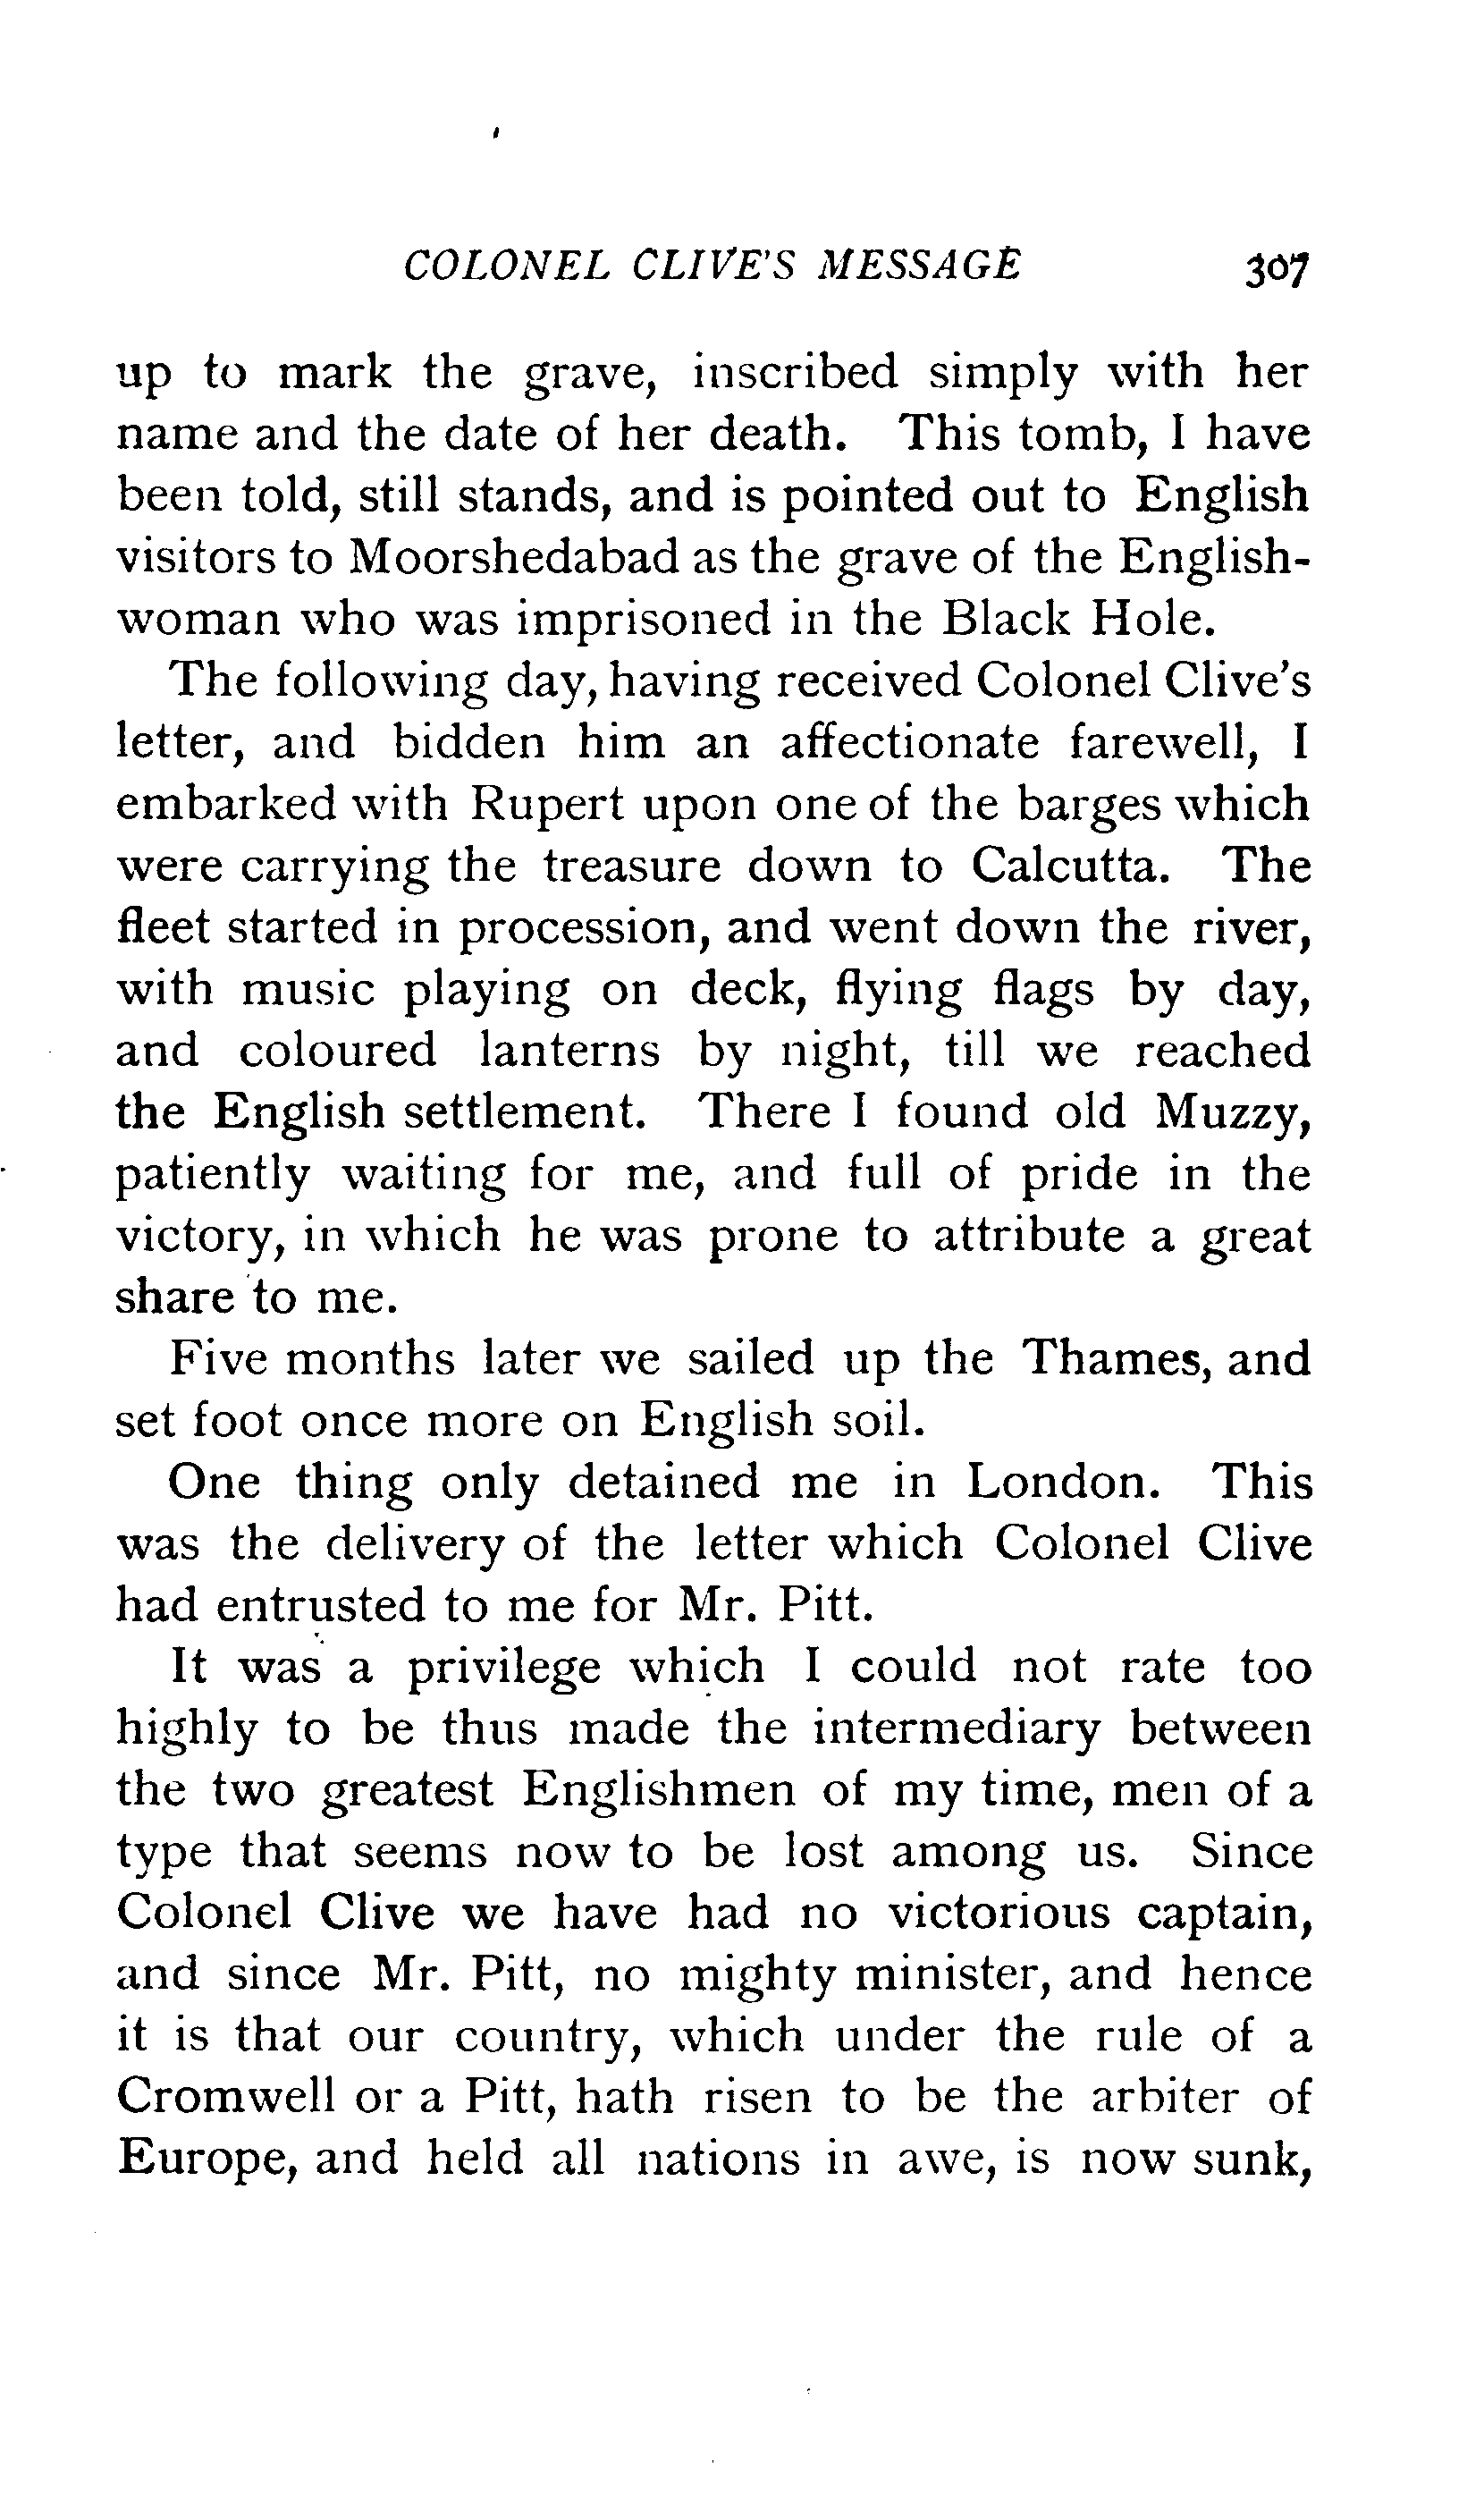 COLONEL CLIVE'S MESSAGE 307
up to mark the grave, inscribed simply with her
name and the date of her death. This tomb, I have
been told, still stands, and is pointed out to English
visitors to Moorshedabad as the grave of the English-
woman who was imprisoned in the Black Hole.
The following day, having received Colonel Clive's
letter, and bidden him an affectionate farewell, I
embarked with Rupert upon one of the barges which
were carrying the treasure down to Calcutta. The
fleet started in procession, and went down the river,
with music playing on deck, flying flags by day,
and coloured lanterns by night, till we reached
the English settlement. There I found old Muzzy,
patiently waiting for me, and full of pride in the
victory, in which he was prone to attribute a great
share to me.
Five months later we sailed up the Thames, and
set foot once more on English soil.
One thing only detained me in London. This
was the delivery of the letter which Colonel Clive
had entrusted to me for Mr. Pitt.
It was a privilege which I could not rate too
highly to be thus made the intermediary between
the two greatest Englishmen of my time, men of a
type that seems now to be lost among us. Since
Colonel Clive we have had no victorious captain,
and since Mr. Pitt, no mighty minister, and hence
it is that our country, which under the rule of a
Cromwell or a Pitt, hath risen to be the arbiter of
Europe, and held all nations in awe, is now sunk,